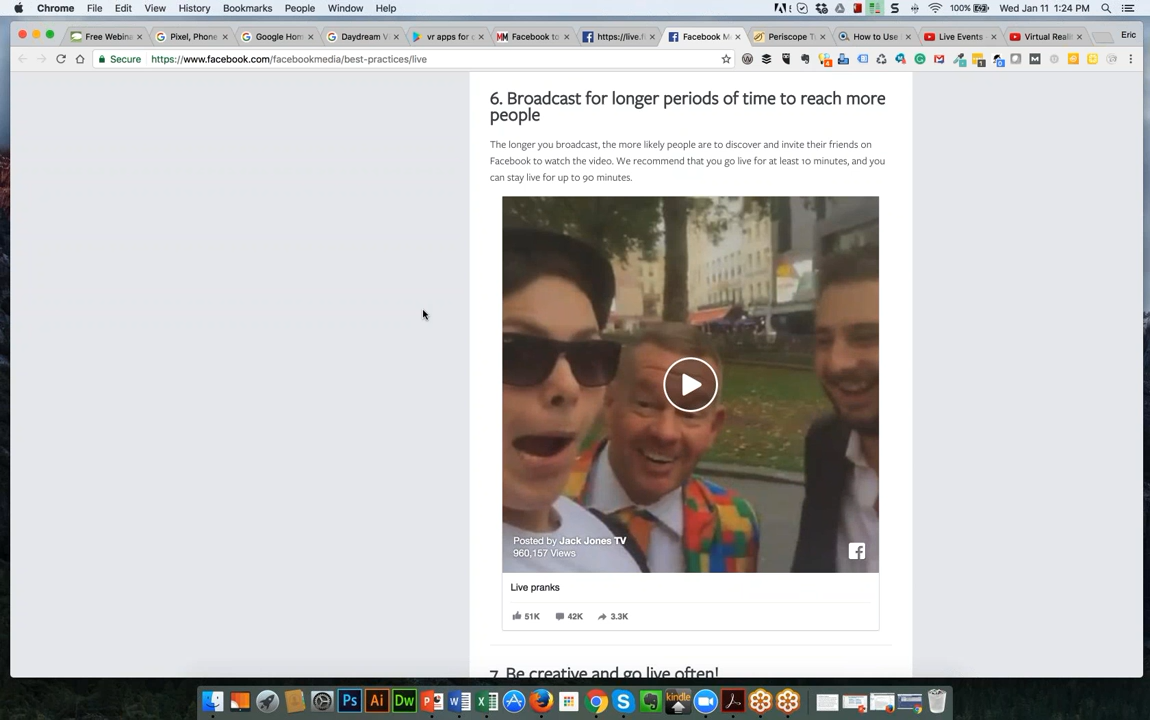 Chrome File Edit View History Bookmarks People Window Help 100% Wed Jan 11 1:24 PM
Free Webina Pixel, Phone Google Hom Daydream V vr apps for c Facebook to https://live.f Facebook M Periscope T How to Use Live Events Virtual Realit Eric
Secure https://www.facebook.com/facebookmedia/best-practices/live
6. Broadcast for longer periods of time to reach more
people
The longer you broadcast, the more likely people are to discover and invite their friends on
Facebook to watch the video. We recommend that you go live for at least 10 minutes, and you
can stay live for up to 90 minutes.
Posted by Jack Jones TV
960,157 Views
Live pranks
51K 42K 3.3K
7. Be creative and go live often!
Ps Ai Dw kindle